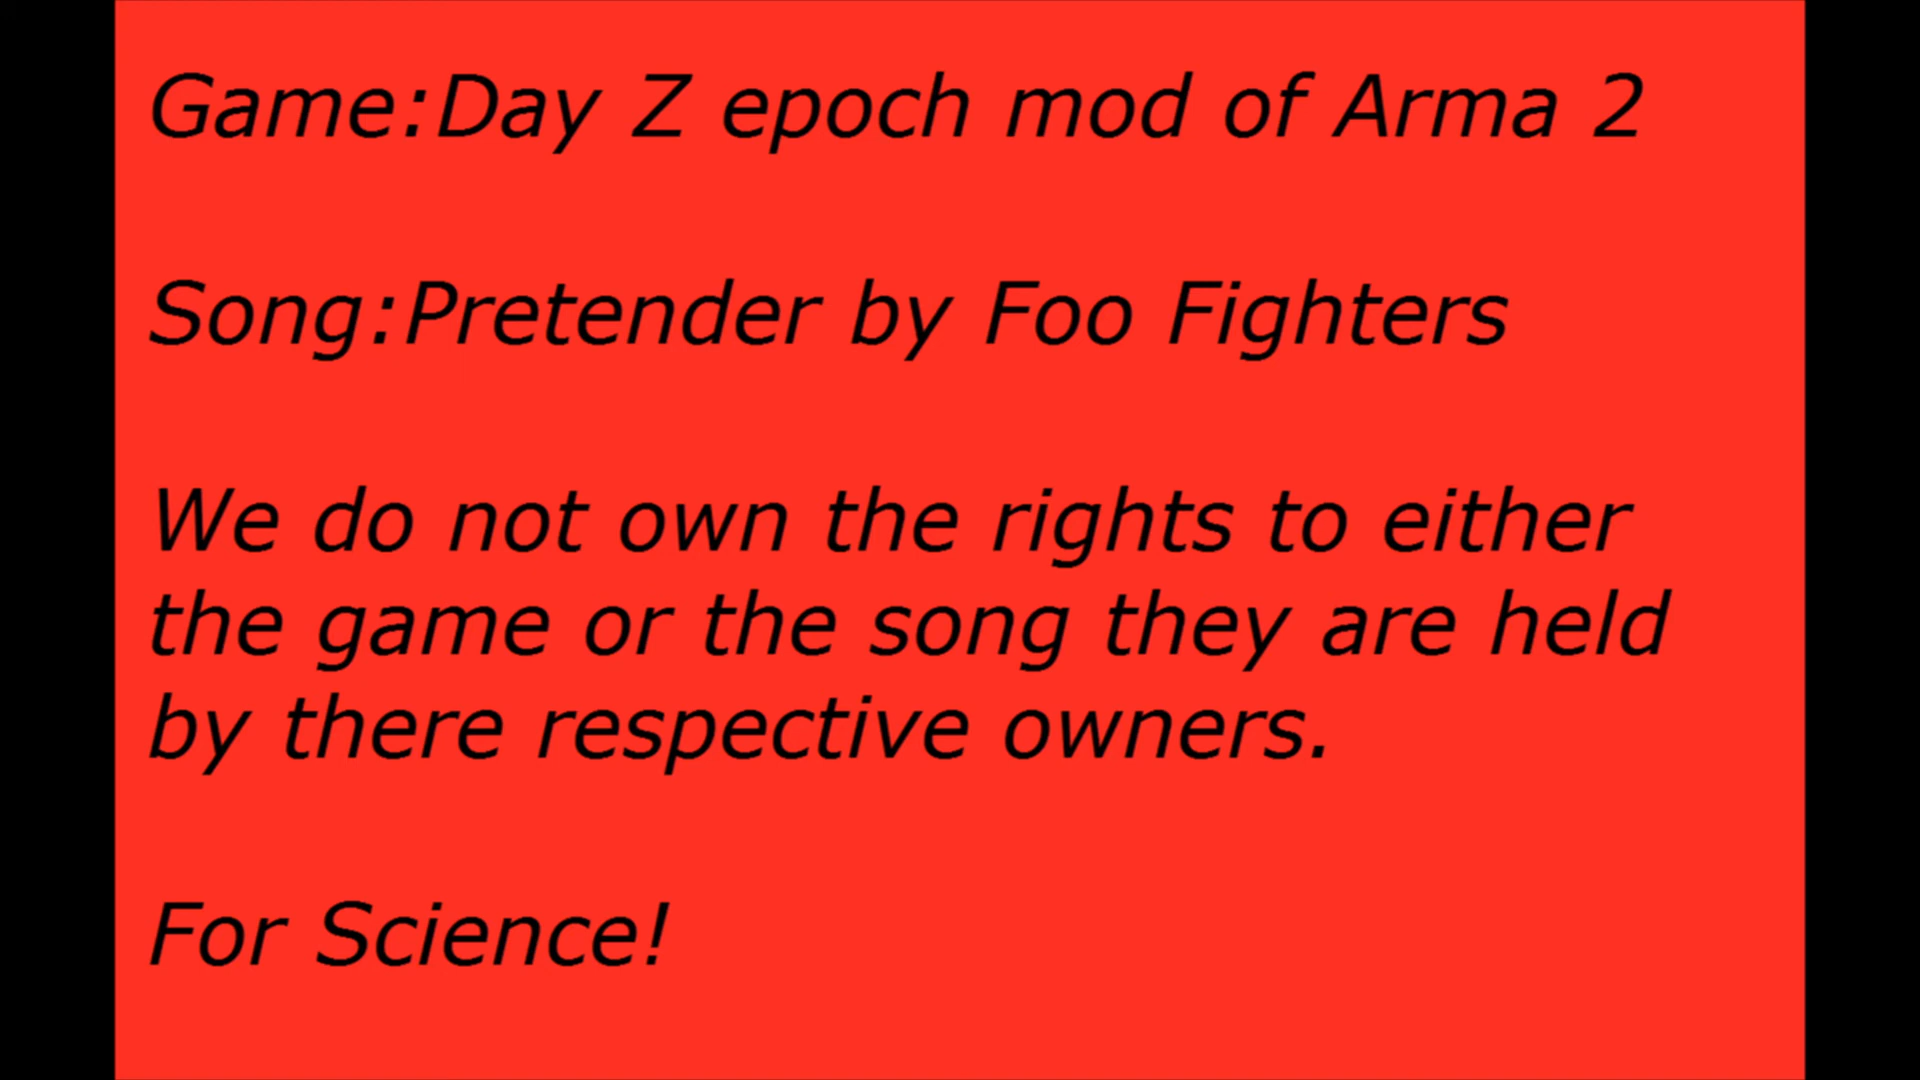 Game:Day Z epoch mod of Arma 2
Song:Pretender by Foo Fighters
We do not own the rights to either
the game or the song they are held
by there respective owners.
For Science!